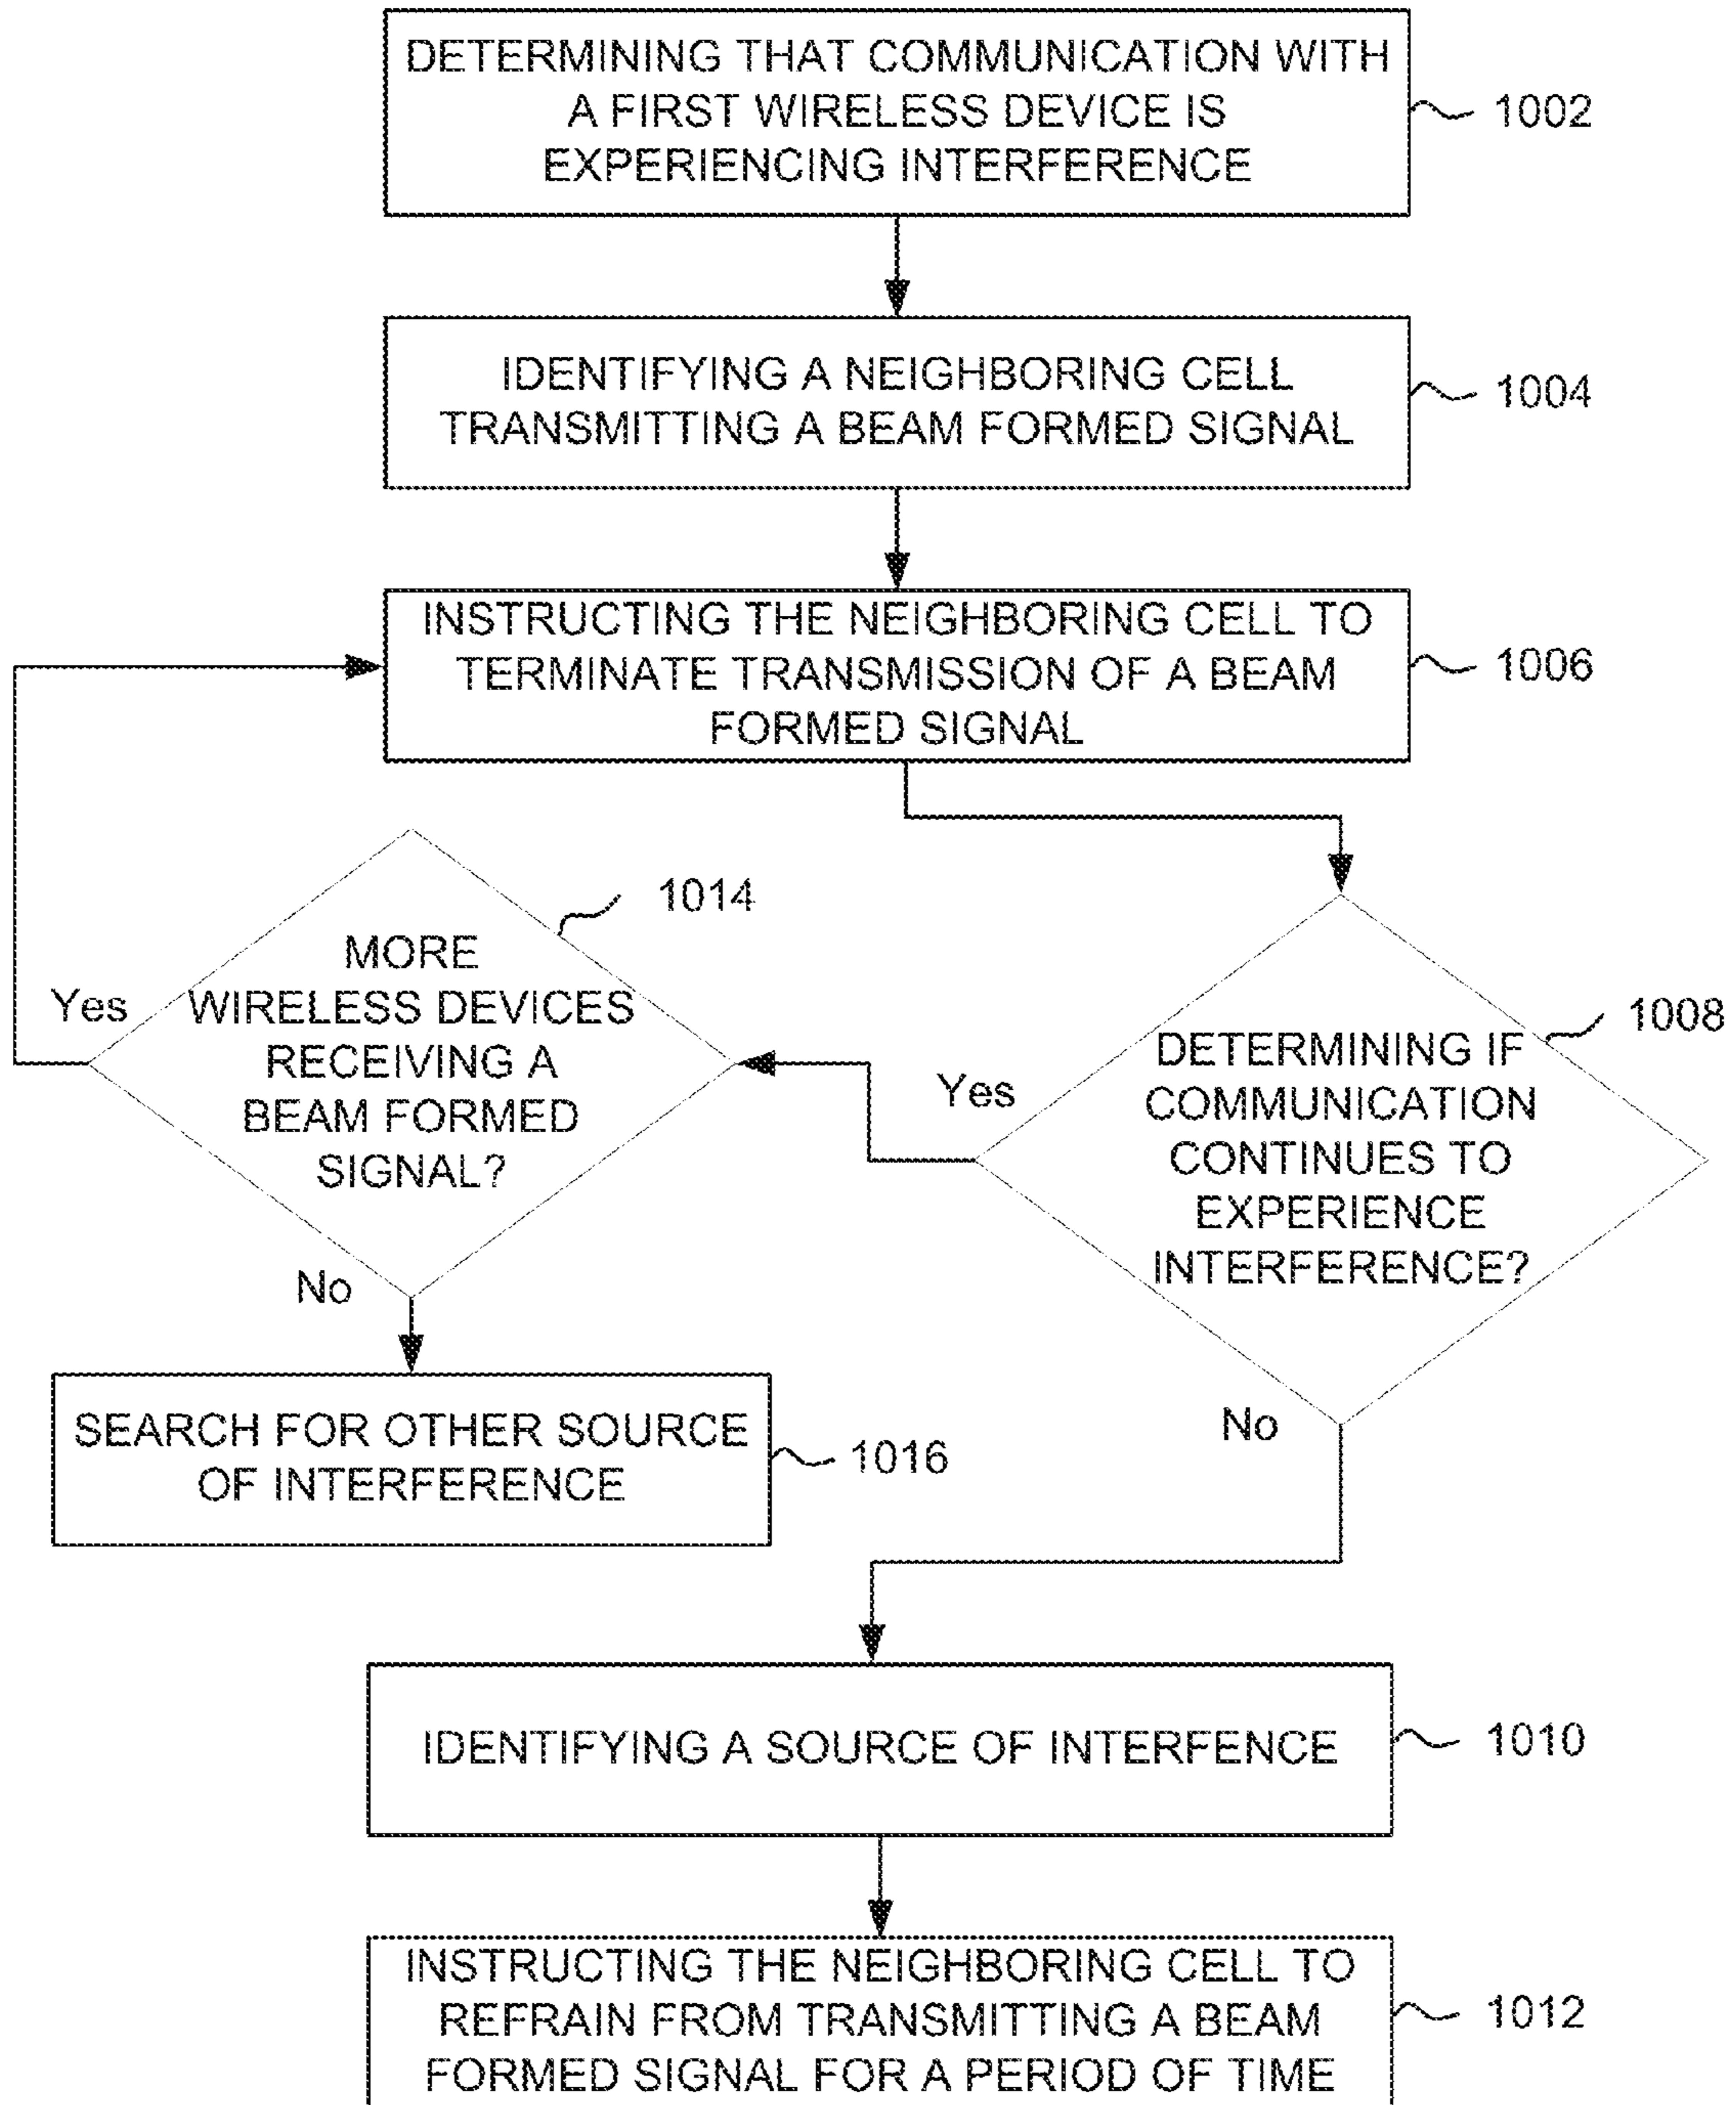 DETERMINING THAT COMMUNICATION WITH
A FIRST WIRELESS DEVICE IS
EXPERIENCING INTERFERENCE
1002
IDENTIFYING A NEIGHBORING CELL
TRANSMITTING A BEAM FORMED SIGNAL
1004
INSTRUCTING THE NEIGHBORING CELL TO
TERMINATE TRANSMISSION OF A BEAM
FORMED SIGNAL
1006
1014
MORE
WIRELESS DEVICES
RECEIVING A
BEAM FORMED
SIGNAL?
Yes
No
1008
DETERMINING IF
COMMUNICATION
CONTINUES TO
EXPERIENCE
INTERFERENCE?
Yes
No
SEARCH FOR OTHER SOURCE
OF INTERFERENCE
1016
IDENTIFYING A SOURCE OF INTERFENCE
1010
INSTRUCTING THE NEIGHBORING CELL TO
REFRAIN FROM TRANSMITTING A BEAM
FORMED SIGNAL FOR A PERIOD OF TIME
1012